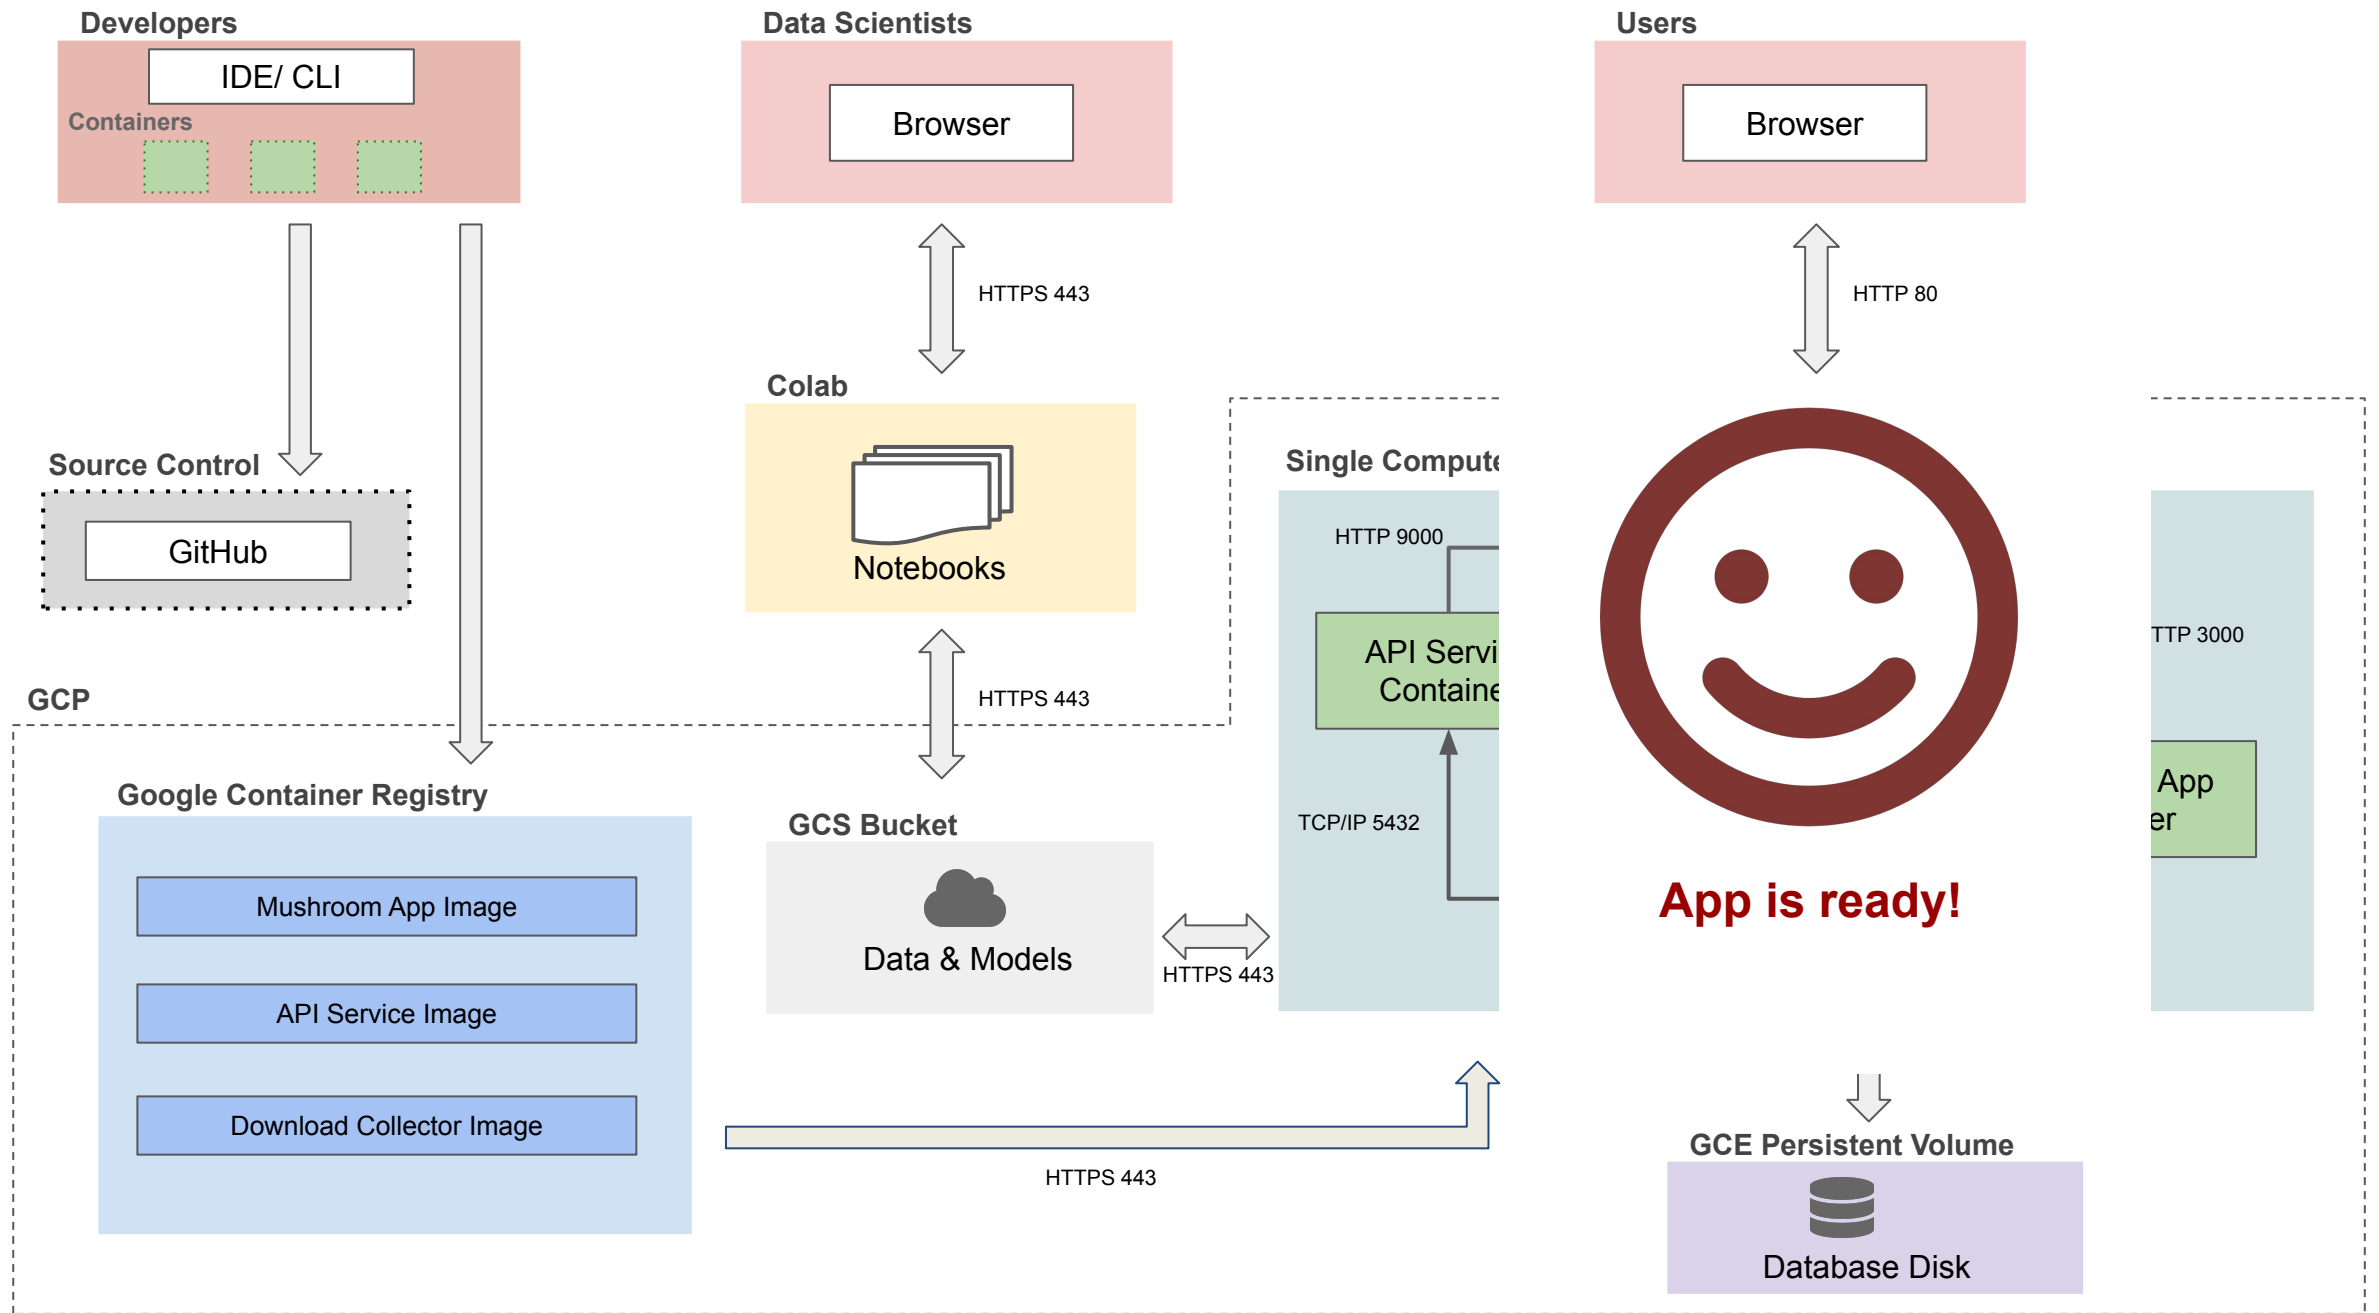 Developers
IDE/ CLI
Containers
Data Scientists
Browser
Users
Browser
HTTPS 443
HTTP 80
Colab
Notebooks
Source Control
GitHub
HTTPS 443
GCP
Google Container Registry
Mushroom App Image
API Service Image
Download Collector Image
GCS Bucket
Data & Models
HTTPS 443
HTTPS 443
Single Compute
HTTP 9000
API Servi
Containe
TCP/IP 5432
App is ready!
TTP 3000
App
er
GCE Persistent Volume
Database Disk